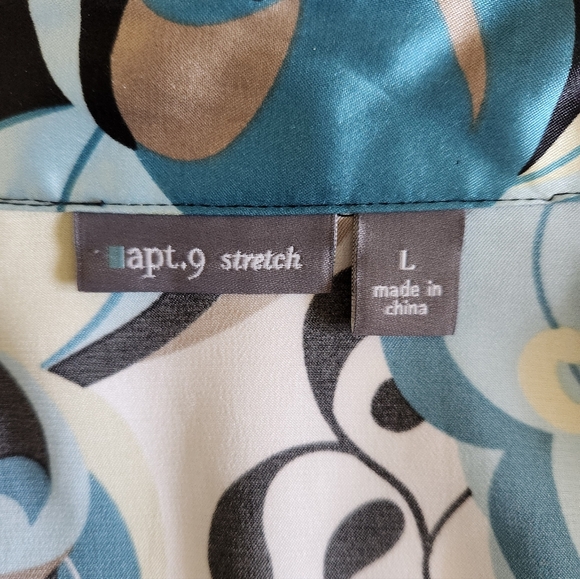 apt.9 stretch
L
made in
china